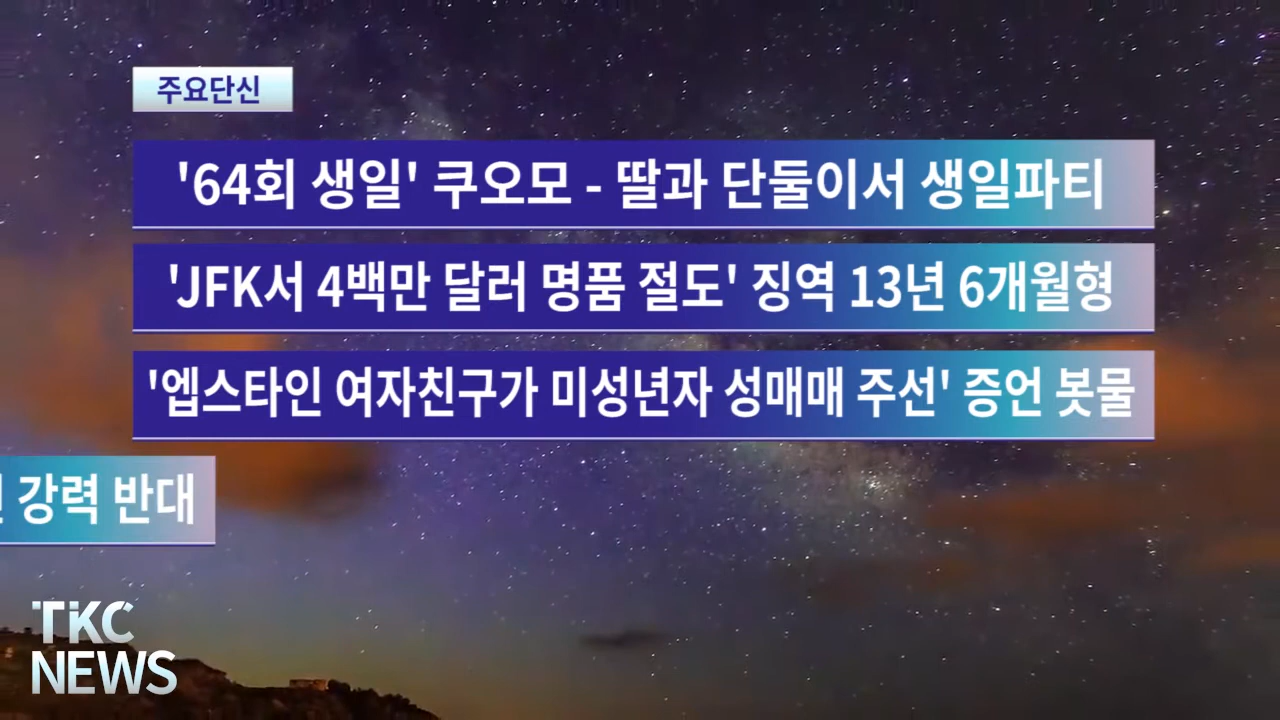 주요단신
'64회 생일' 쿠오모 - 딸과 단둘이서 생일파티
'JFK서 4백만 달러 명품 절도' 징역 13년 6개월형
'엡스타인 여자친구가 미성년자 성매매 주선' 증언 봇물
강력 반대
TKC
NEWS